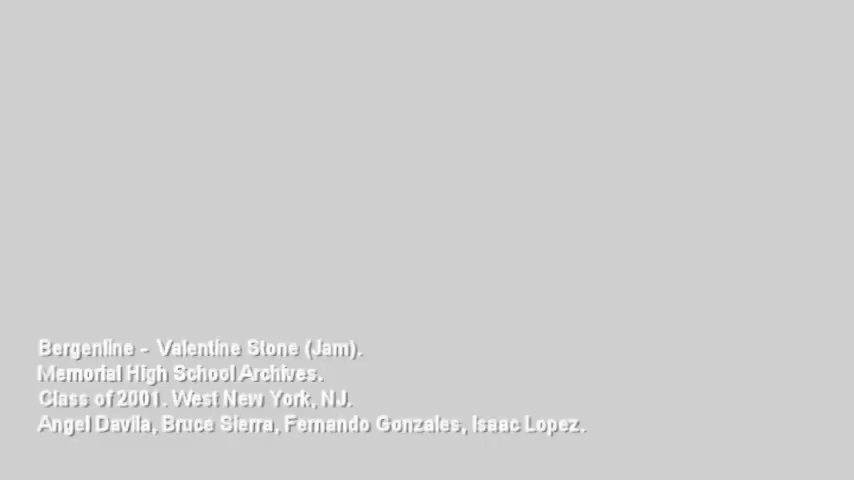 Bergenline - Valentine Stone (Jam).
Memorial High School Archives.
Class of 2001. West New York, NJ.
Angel Davila, Bruce Sierra, Fernando Gonzales, Isaac Lopez.